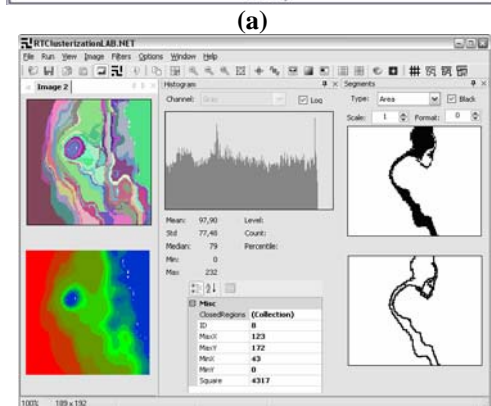 (a)
RTClusterizationLAB.NET
File Run View Image Filters Options Window Help
Image 2
Histogram
Channel: Gray
Log
Mean: 97,90 Level:
Std 77,48 Count:
Median: 79 Percentile:
Min: 0
Max 232
Misc
ClosedRegions (Collection)
ID 8
MaxX 123
MaxY 172
MinX 43
MinY 0
Square 4317
Segments
Type: Area Black
Scale: 1 Format: 0
100% 189 x 192